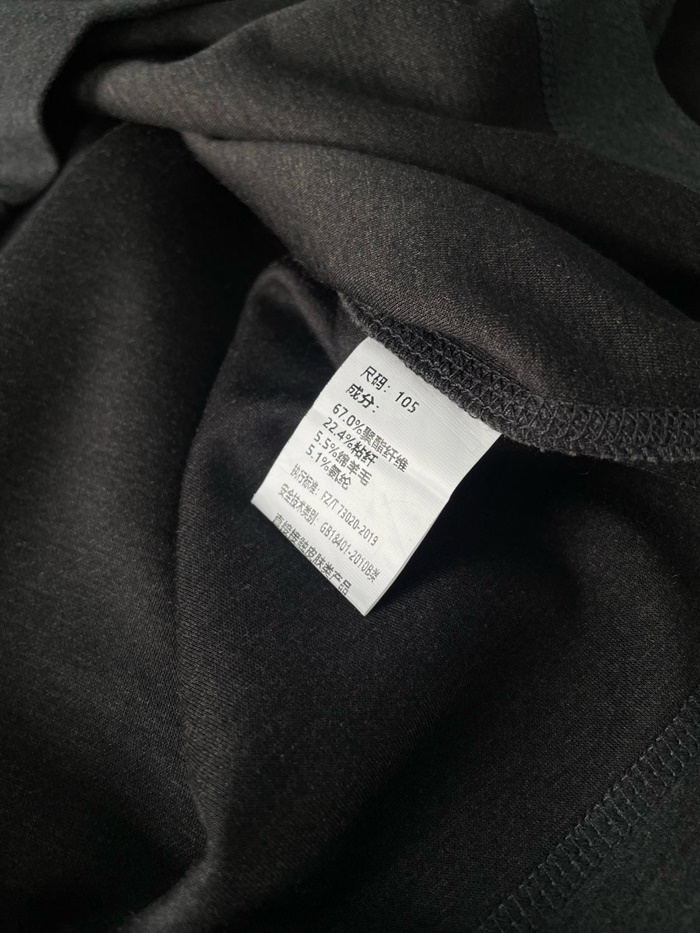 尺码：105
成分：
67.0%聚酯纤维
22.4%粘纤
5.5%绵羊毛
5.1%氨纶
执行标准：FZ/T 73020-2019
安全技术类别：GB18401-2010B类
直接接触皮肤类产品